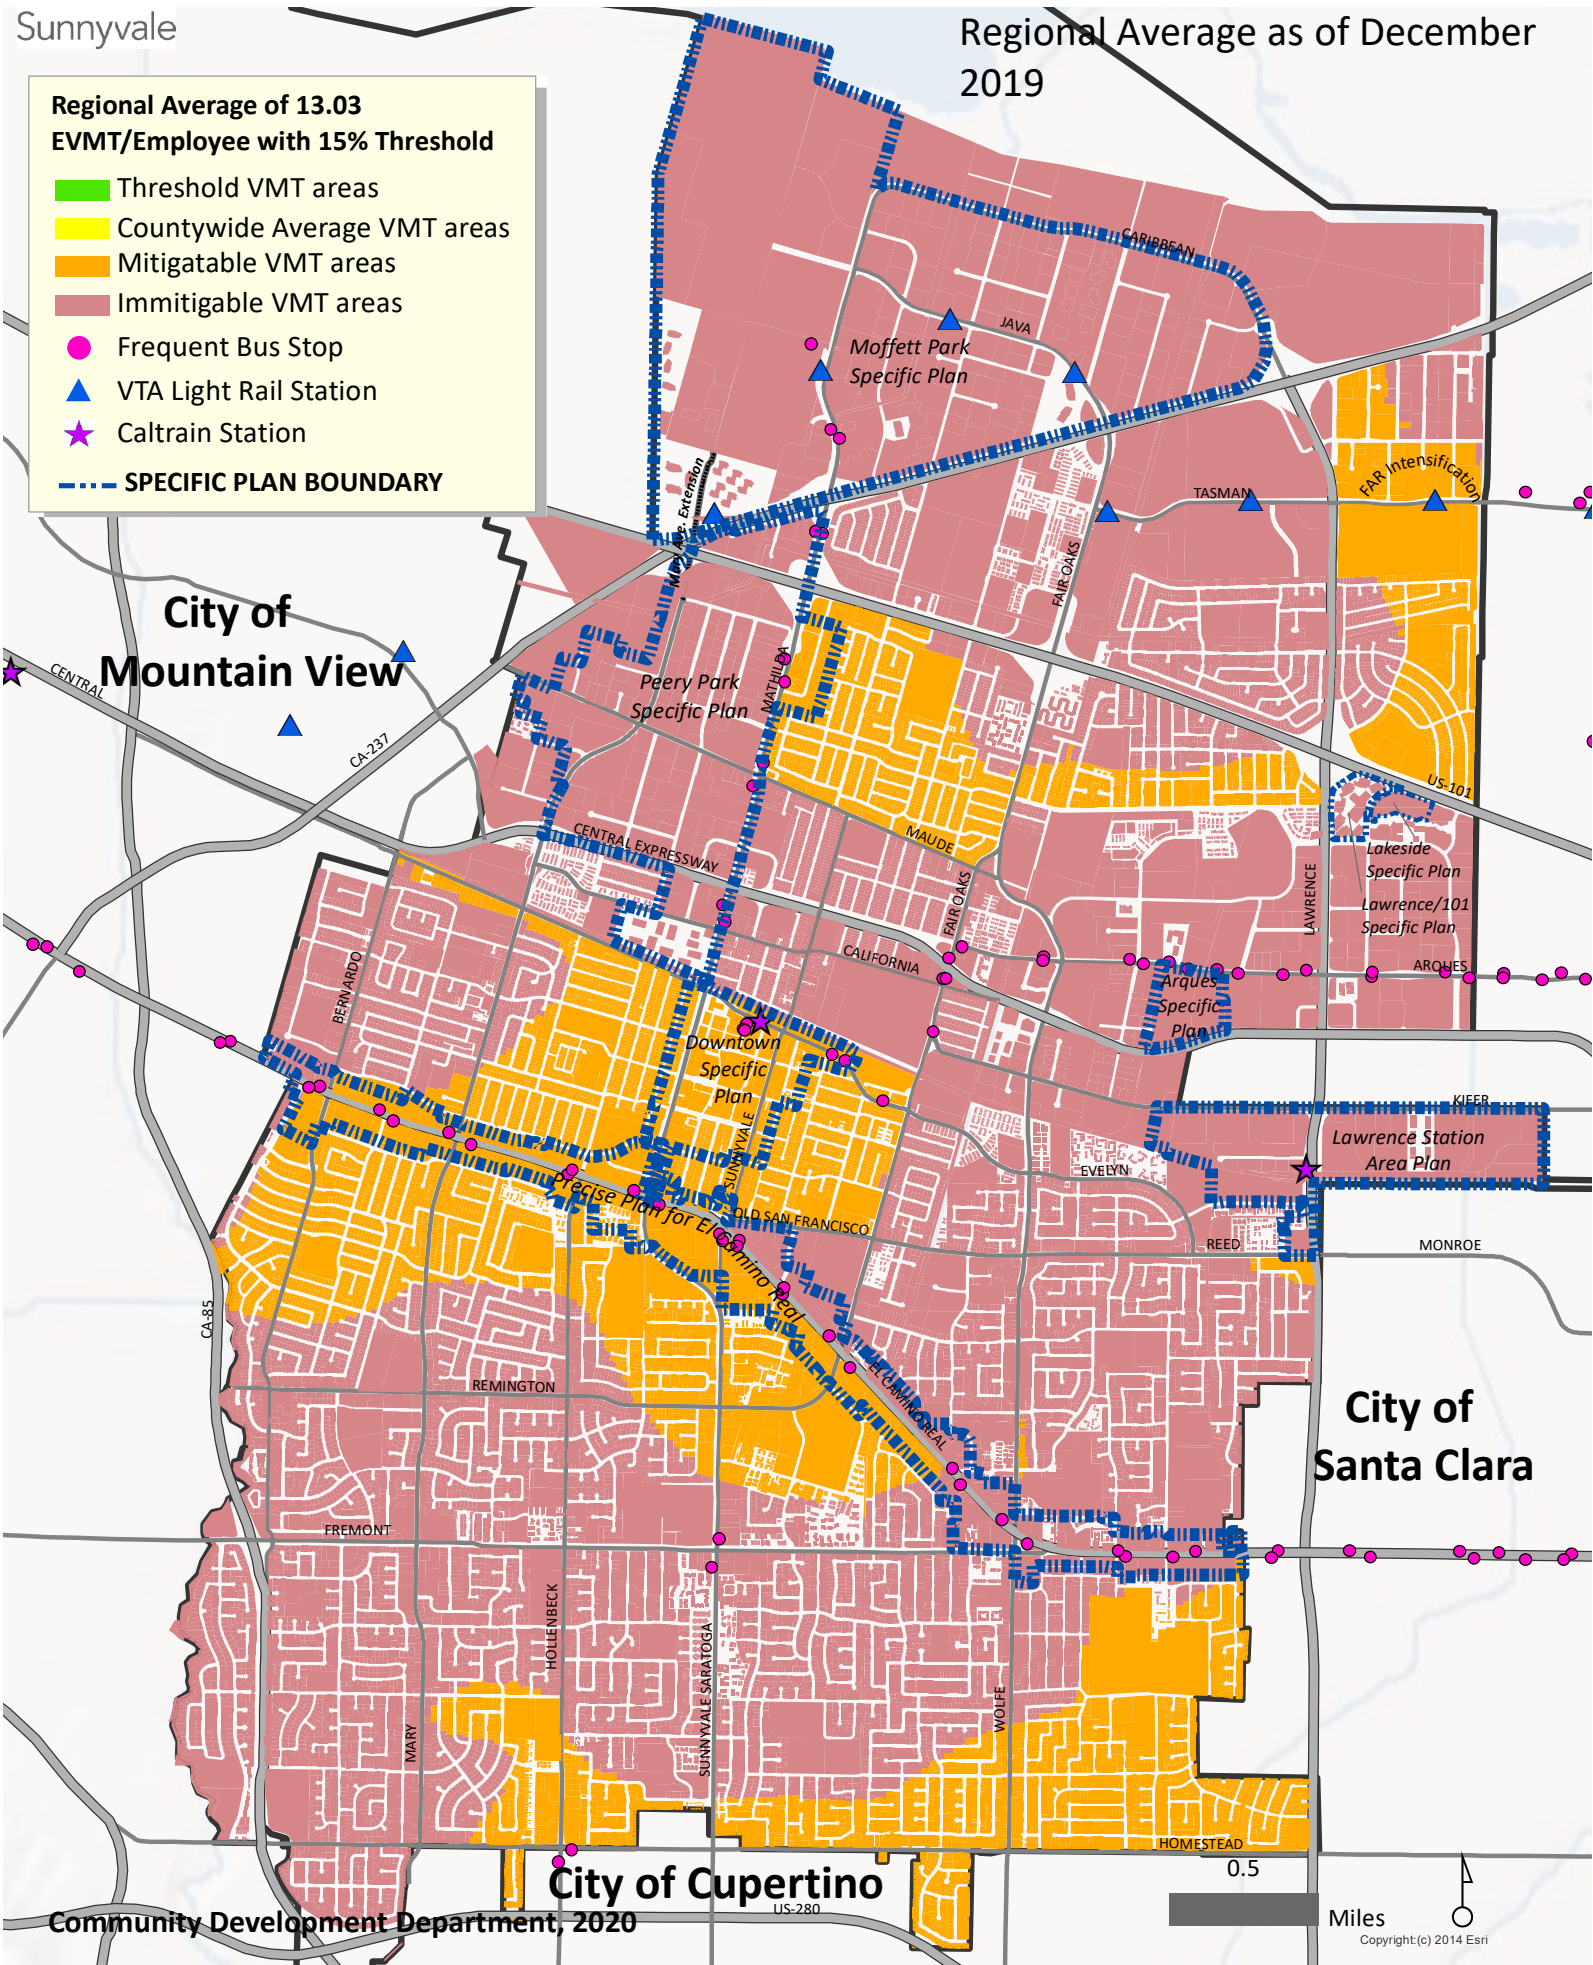 Sunnyvale
Regional Average as of December
2019
Regional Average of 13.03
EVMT/Employee with 15% Threshold
Threshold VMT areas
Countywide Average VMT areas
Mitigatable VMT areas
Immitigable VMT areas
Frequent Bus Stop
VTA Light Rail Station
Caltrain Station
SPECIFIC PLAN BOUNDARY
CARIBBEAN
JAVA
Moffett Park
Specific Plan
FAR Intensification
TASMAN
Mary Ave. Extension
FAIR OAKS
City of
Mountain View
CENTRAL
CA-237
MATHILDA
Peery Park
Specific Plan
US-101
CENTRAL EXPRESSWAY
MAUDE
Lakeside
Specific Plan
LAWRENCE
Lawrence/101
Specific Plan
FAIR OAKS
CALIFORNIA
ARQUES
BERNARDO
Arques
Specific
Plan
Downtown
Specific
Plan
KIFER
SUNNYVALE
Lawrence Station
Area Plan
EVELYN
Precise Plan for El Camino Real
OLD SAN FRANCISCO
REED
MONROE
CA-85
REMINGTON
EL CAMINO REAL
City of
Santa Clara
FREMONT
HOLLENBECK
SUNNYVALE SARATOGA
WOLFE
MARY
HOMESTEAD
0.5
City of Cupertino
US-280
Community Development Department, 2020
Miles
Copyright:(c) 2014 Esri